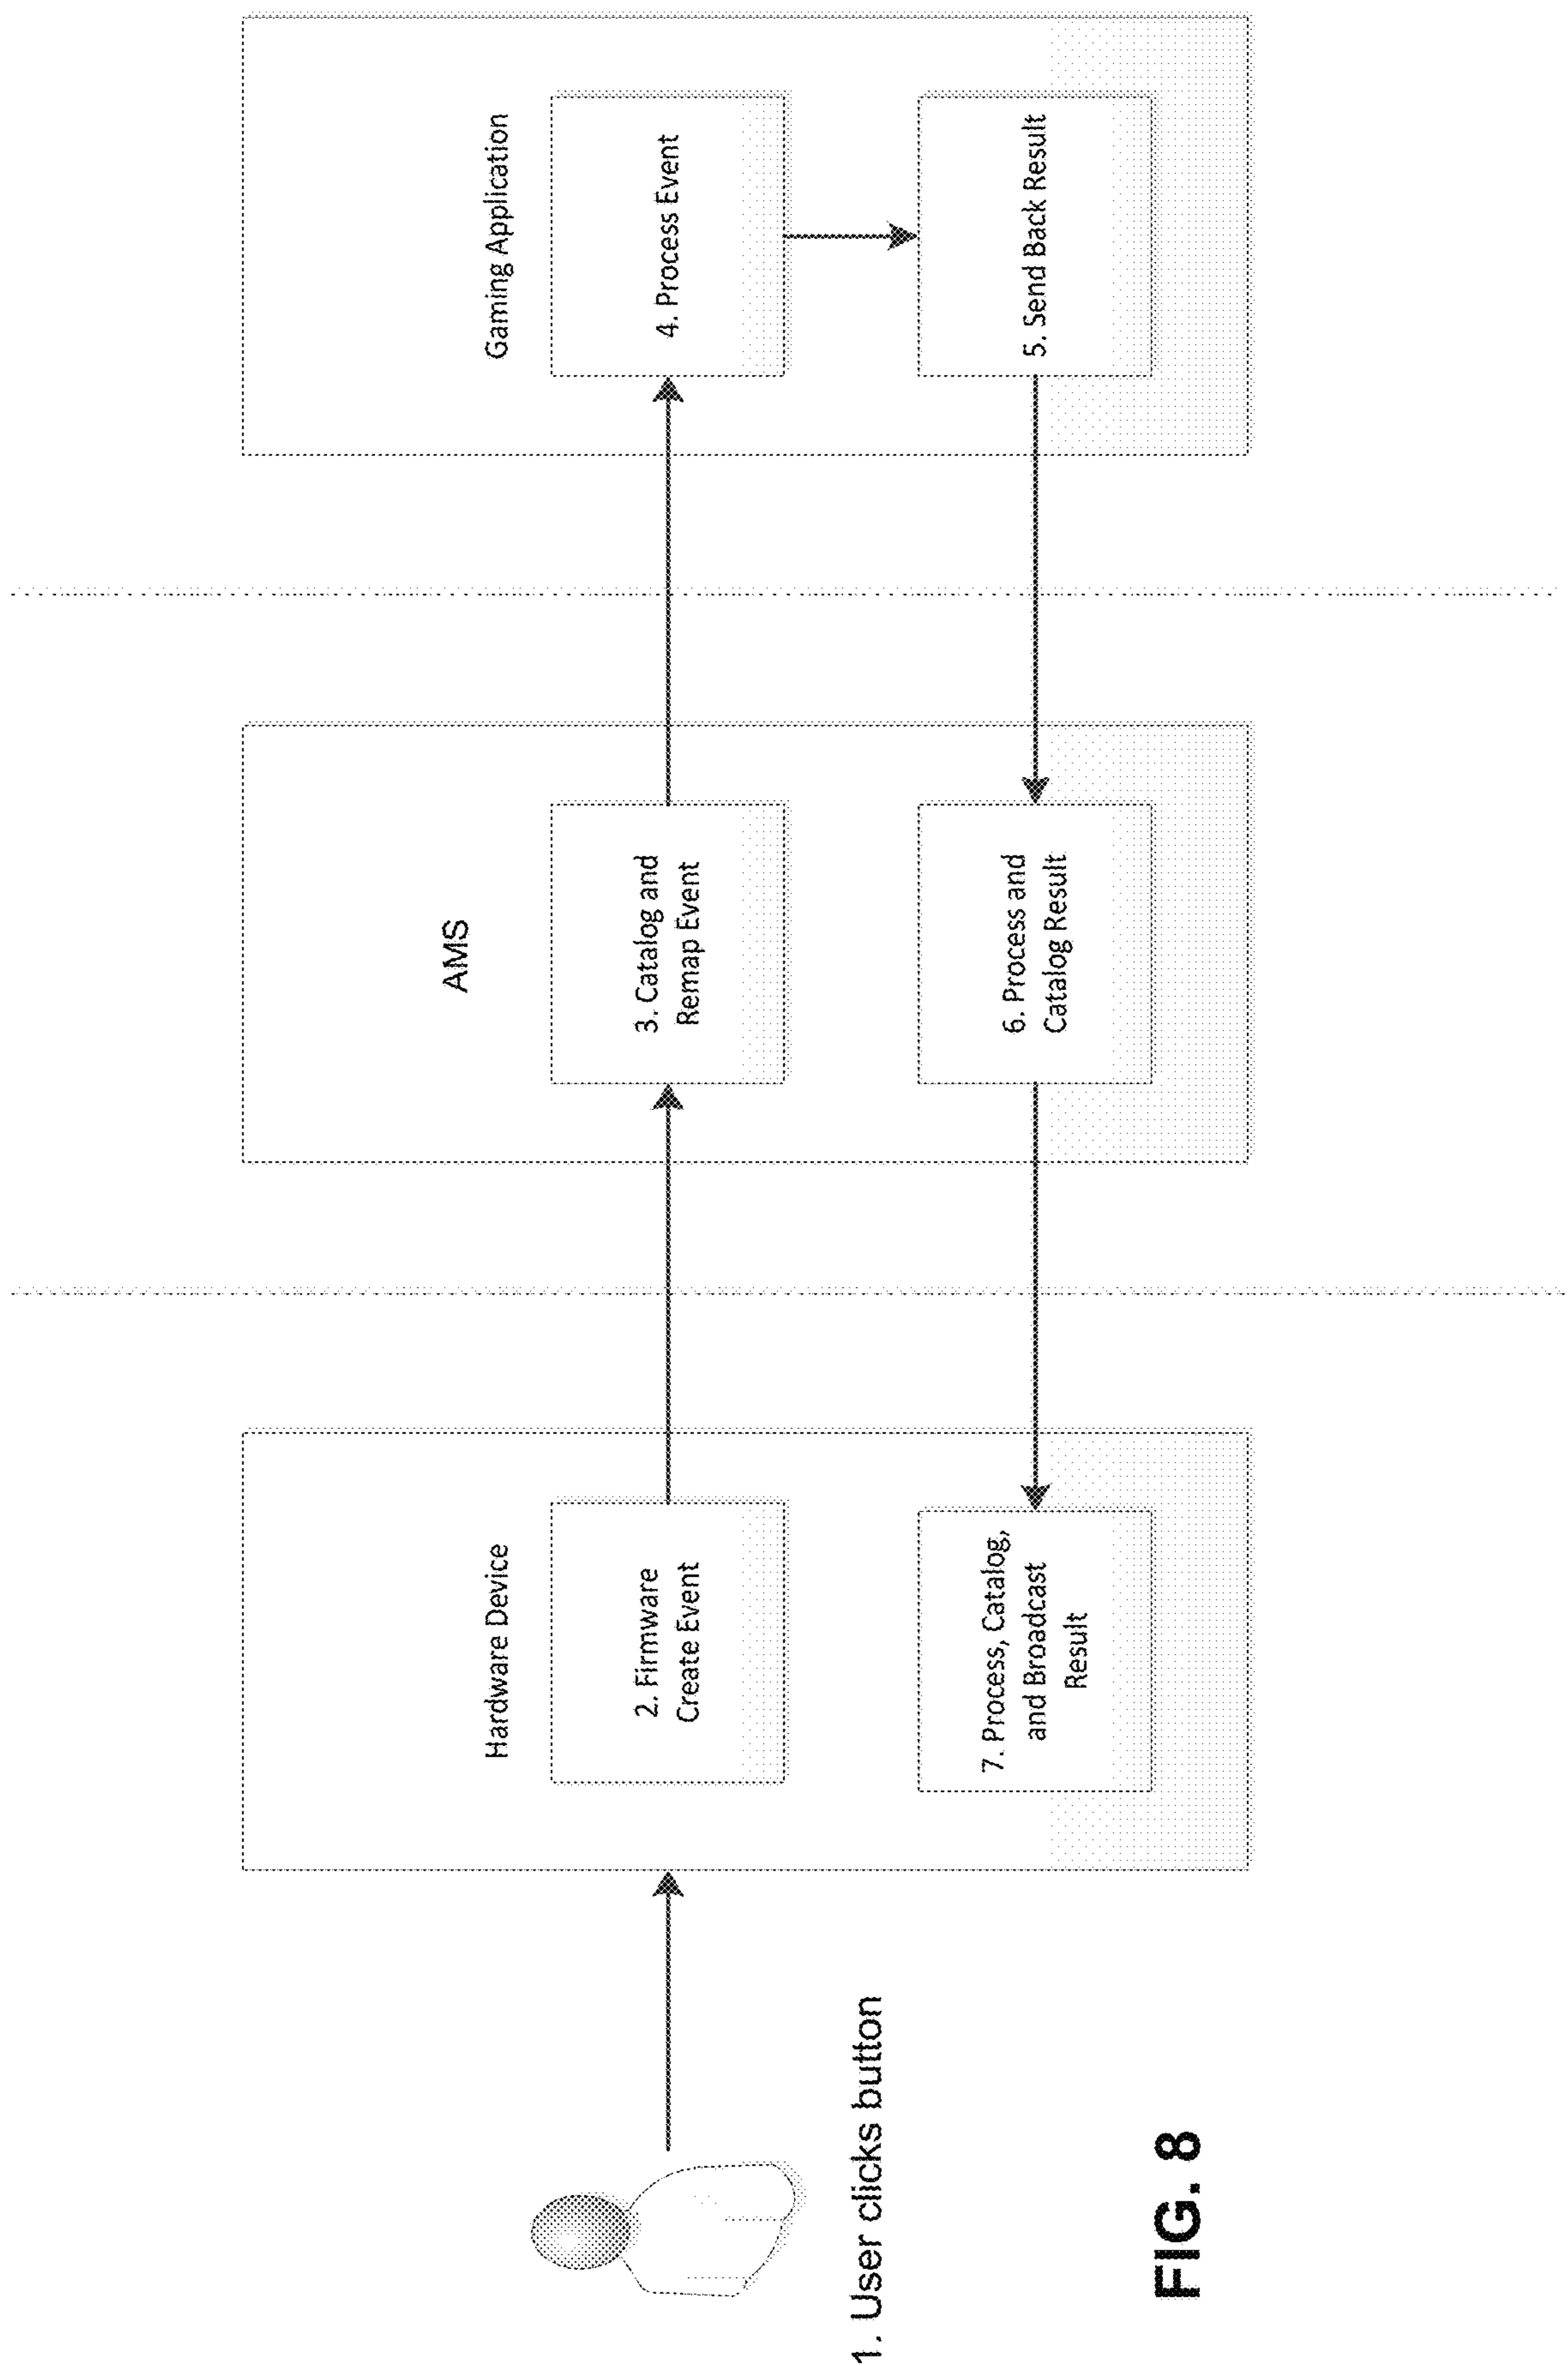 1. User clicks button
Hardware Device
2. Firmware
Create Event
7. Process, Catalog,
and Broadcast
Result
AMS
3. Catalog and
Remap Event
6. Process and
Catalog Result
Gaming Application
4. Process Event
5. Send Back Result
FIG. 8